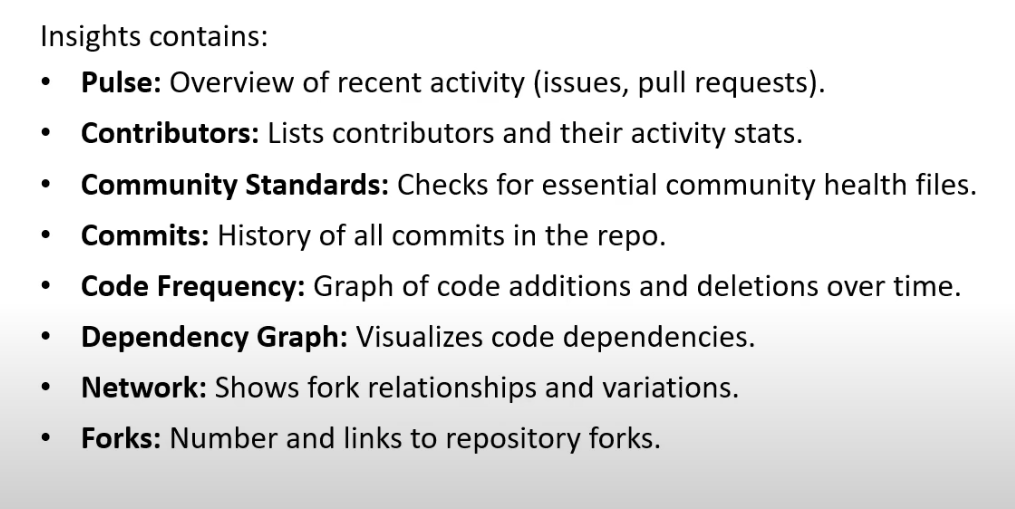 Insights contains:
• Pulse: Overview of recent activity (issues, pull requests).
• Contributors: Lists contributors and their activity stats.
• Community Standards: Checks for essential community health files.
• Commits: History of all commits in the repo.
• Code Frequency: Graph of code additions and deletions over time.
• Dependency Graph: Visualizes code dependencies.
• Network: Shows fork relationships and variations.
• Forks: Number and links to repository forks.